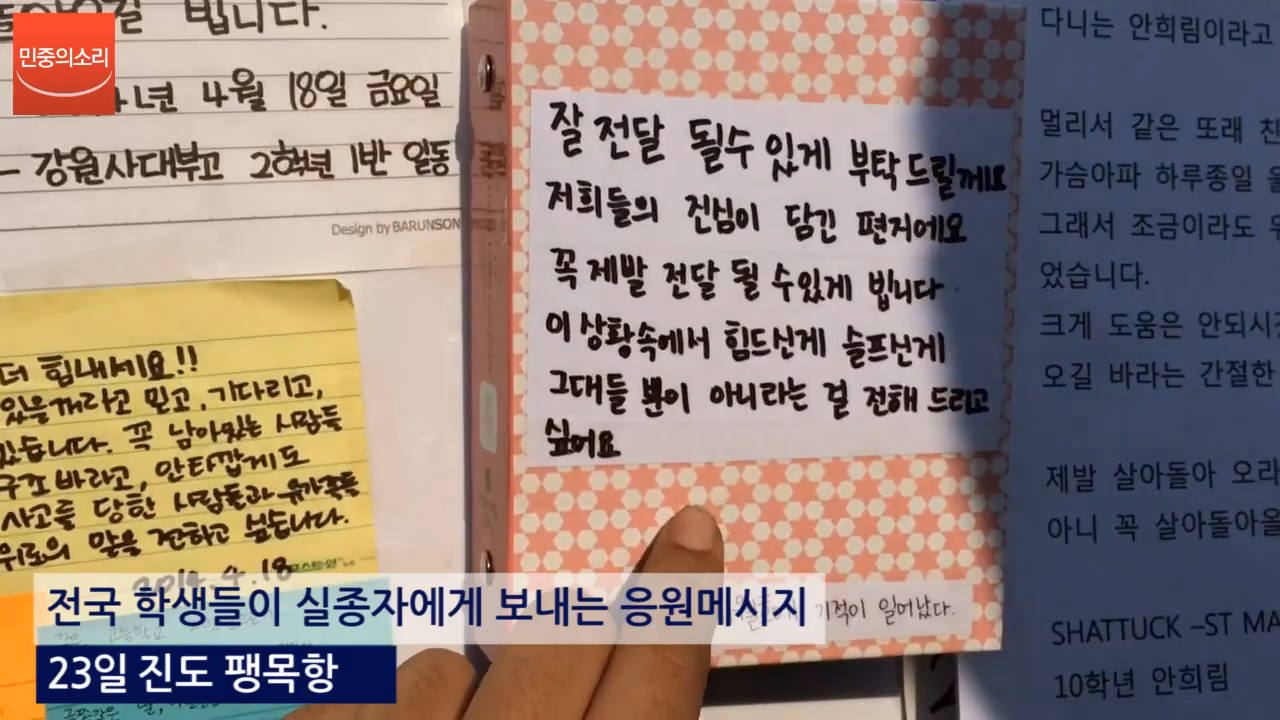 민중의소리
빕니다.
4월 18일 금요일
- 강원사대부고 2학년 1반 일동
Design by BARUNSON
더 힘내세요!!
있을꺼라고 믿고, 기다리고,
있습니다. 꼭 남아있는 사람들
구조 바라고, 안타깝게도
사고를 당한 사람들과 유가족들
위로의 말을 전하고 싶습니다.
2014.4.18
잘 전달 될수 있게 부탁드릴께요
저희들의 진심이 담긴 편지에요
꼭 제발 전달 될 수있게 빕니다
이 상황속에서 힘드신게 슬프신게
그대들 뿐이 아니라는 걸 전해 드리고
싶어요
기적이 일어났다.
다니는 안희림이라고
멀리서 같은 또래
가슴아파 하루종일
그래서 조금이라도
었습니다.
크게 도움은 안되시
오길 바라는 간절한
제발 살아돌아 오라
아니 꼭 살아돌아올
SHATTUCK –ST MA
10학년 안희림
전국 학생들이 실종자에게 보내는 응원메시지
23일 진도 팽목항